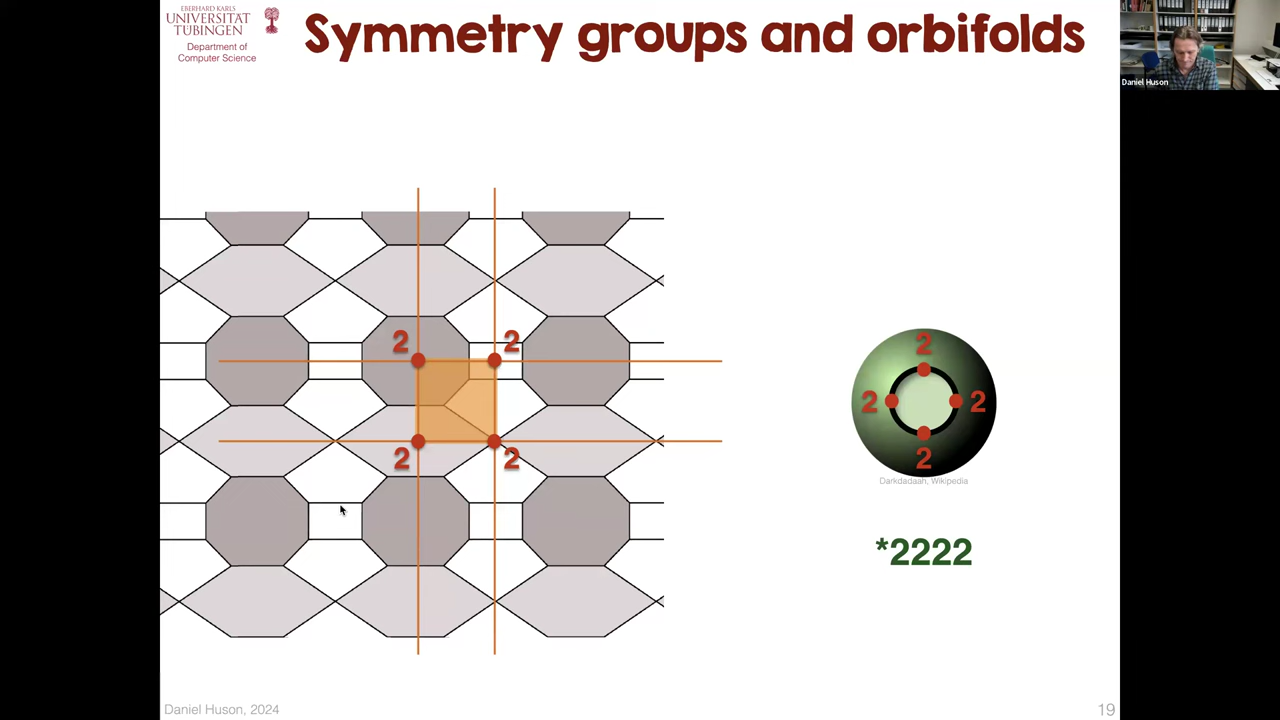 EBERHARD KARLS
UNIVERSITÄT
TÜBINGEN
Department of
Computer Science
Symmetry groups and orbifolds
Daniel Huson
2 2
2 2
2
2 2
2
Darkdadaah, Wikipedia
*2222
Daniel Huson, 2024
19